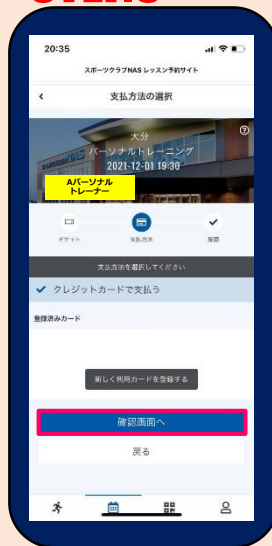 20:35
スポーツクラブNAS レッスン予約サイト
支払方法の選択
大分
パーソナルトレーニング
2021-12-01 19:30
Aパーソナル
トレーナー
チケット
支払方法
確認
支払方法を選択してください
クレジットカードで支払う
登録済みカード
新しく利用カードを登録する
確認画面へ
戻る